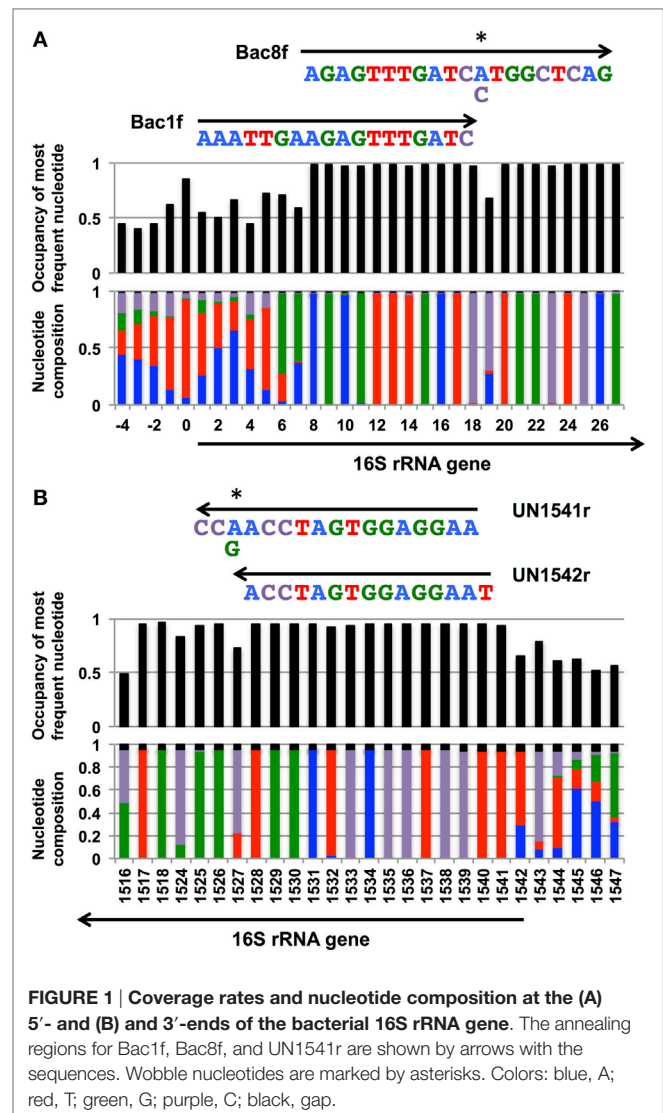 A
*
Bac8f
AGAGTTTGATCATGGCTCAG
C
Bac1f
AAATTGAAGAGTTTGATC
Occupancy of most frequent nucleotide
1
0.5
0
Nucleotide composition
1
0.5
0
-4 -2 0 2 4 6 8 10 12 14 16 18 20 22 24 26
16S rRNA gene
B
*
UN1541r
CCAACCTAGTGGAGGAA
G
UN1542r
ACCTAGTGGAGGAAT
Occupancy of most frequent nucleotide
1
0.5
0
Nucleotide composition
1
0.8
0.6
0.4
0.2
0
1516 1517 1518 1524 1525 1526 1527 1528 1529 1530 1531 1532 1533 1534 1535 1536 1537 1538 1539 1540 1541 1542 1543 1544 1545 1546 1547
16S rRNA gene
FIGURE 1 | Coverage rates and nucleotide composition at the (A)
5′- and (B) and 3′-ends of the bacterial 16S rRNA gene. The annealing
regions for Bac1f, Bac8f, and UN1541r are shown by arrows with the
sequences. Wobble nucleotides are marked by asterisks. Colors: blue, A;
red, T; green, G; purple, C; black, gap.